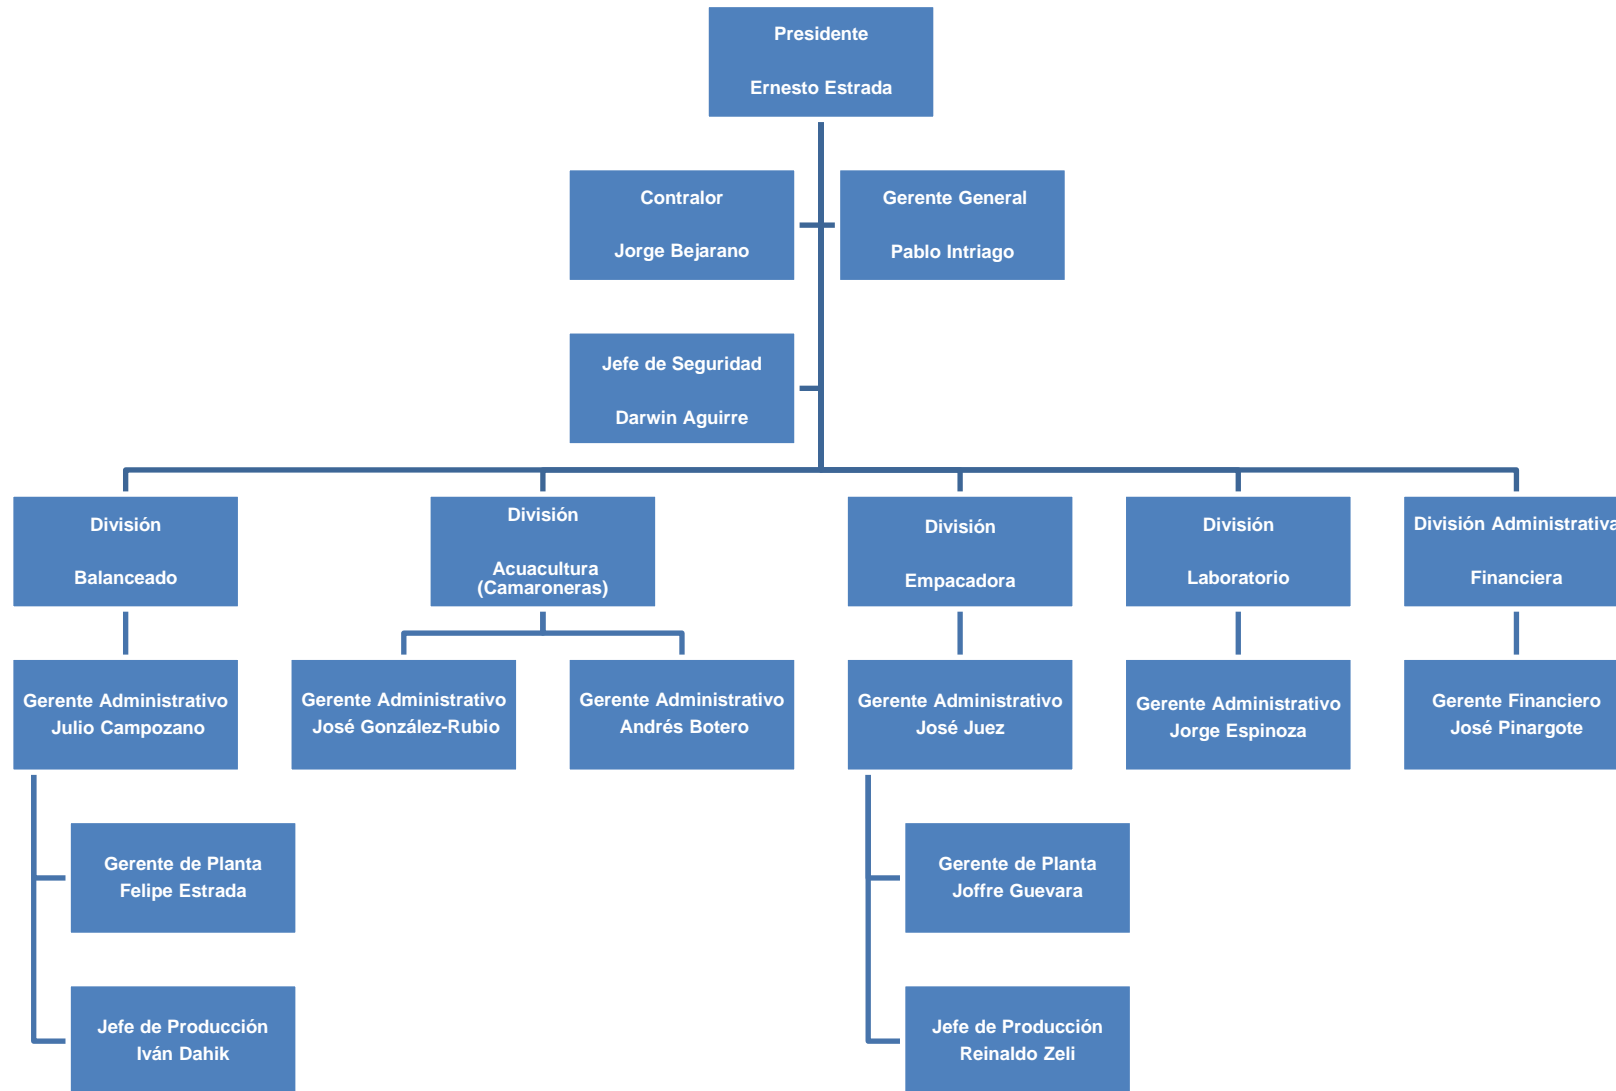 Presidente
Ernesto Estrada
Contralor
Jorge Bejarano
Gerente General
Pablo Intriago
Jefe de Seguridad
Darwin Aguirre
División
Balanceado
División
Acuacultura
(Camaroneras)
División
Empacadora
División
Laboratorio
División Administrativa
Financiera
Gerente Administrativo
Julio Campozano
Gerente Administrativo
José González-Rubio
Gerente Administrativo
Andrés Botero
Gerente Administrativo
José Juez
Gerente Administrativo
Jorge Espinoza
Gerente Financiero
José Pinargote
Gerente de Planta
Felipe Estrada
Gerente de Planta
Joffre Guevara
Jefe de Producción
Iván Dahik
Jefe de Producción
Reinaldo Zeli